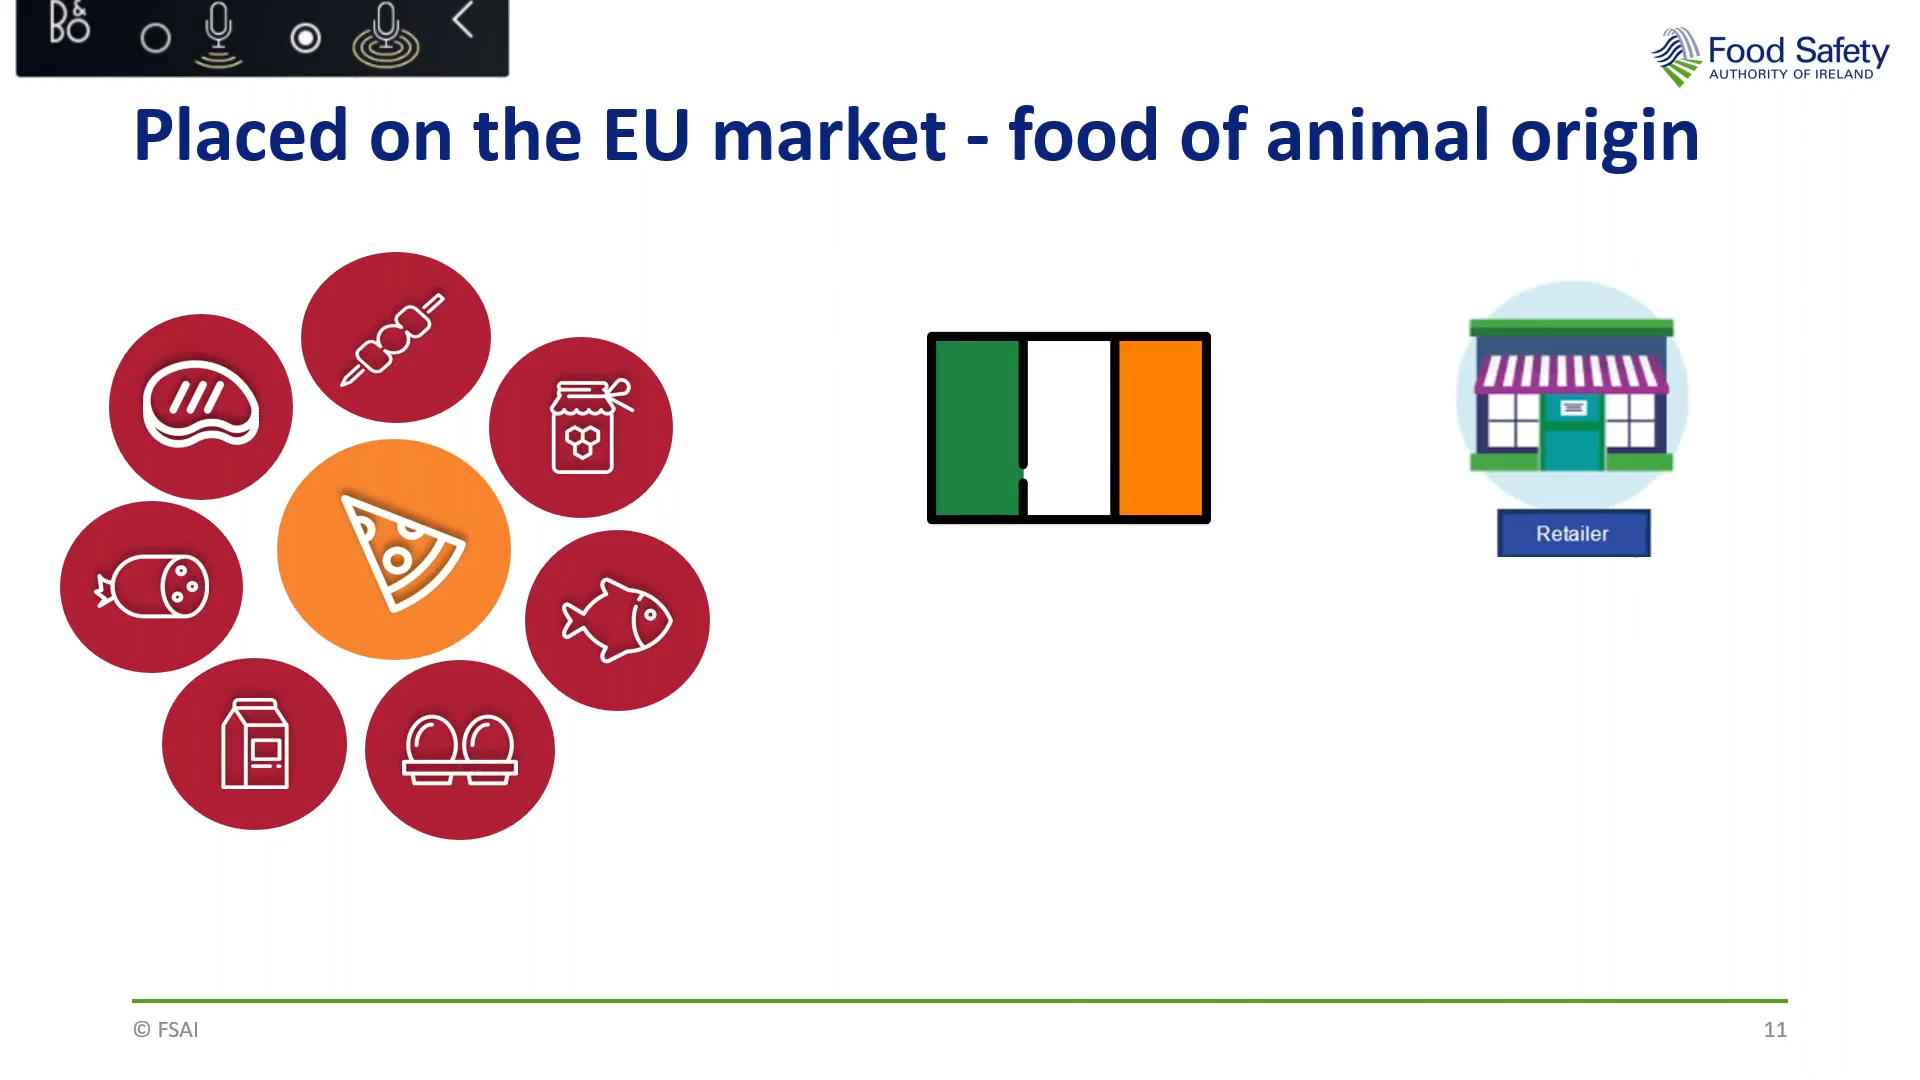 B&O
Food Safety
AUTHORITY OF IRELAND
Placed on the EU market - food of animal origin
Retailer
© FSAI
11